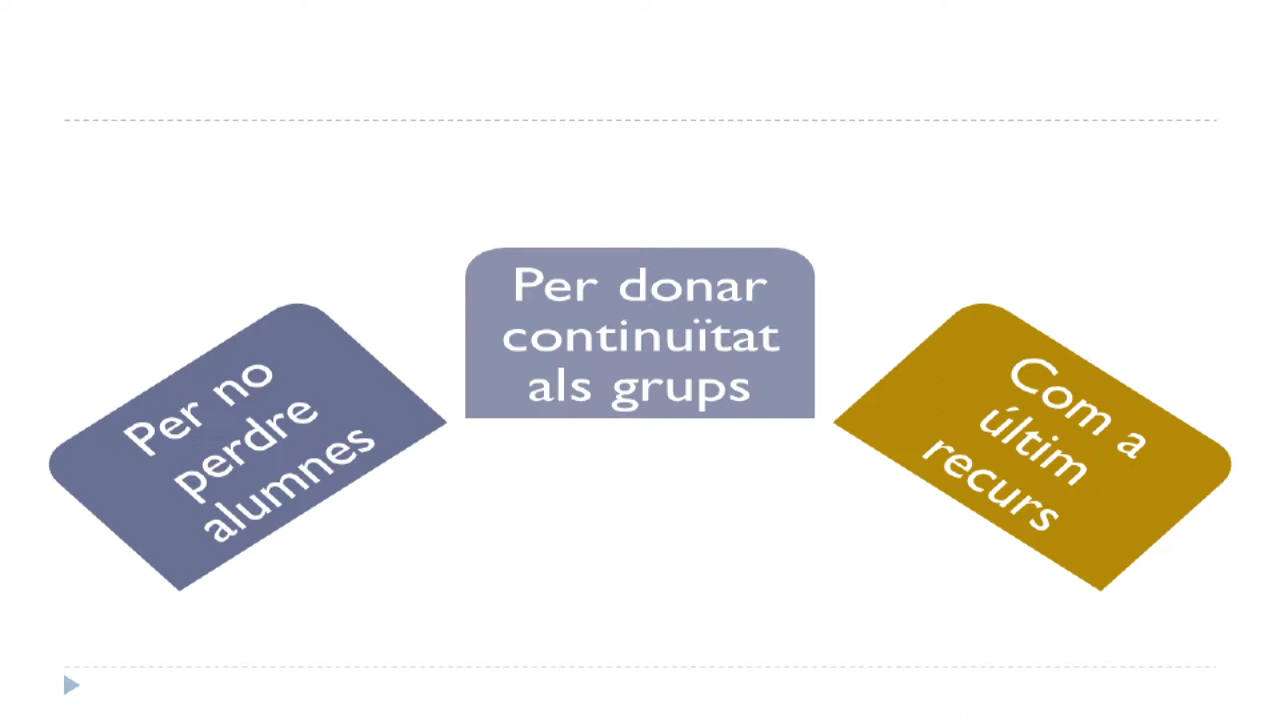 Per no
perdre
alumnes
Per donar
continuïtat
als grups
Com a
últim
recurs